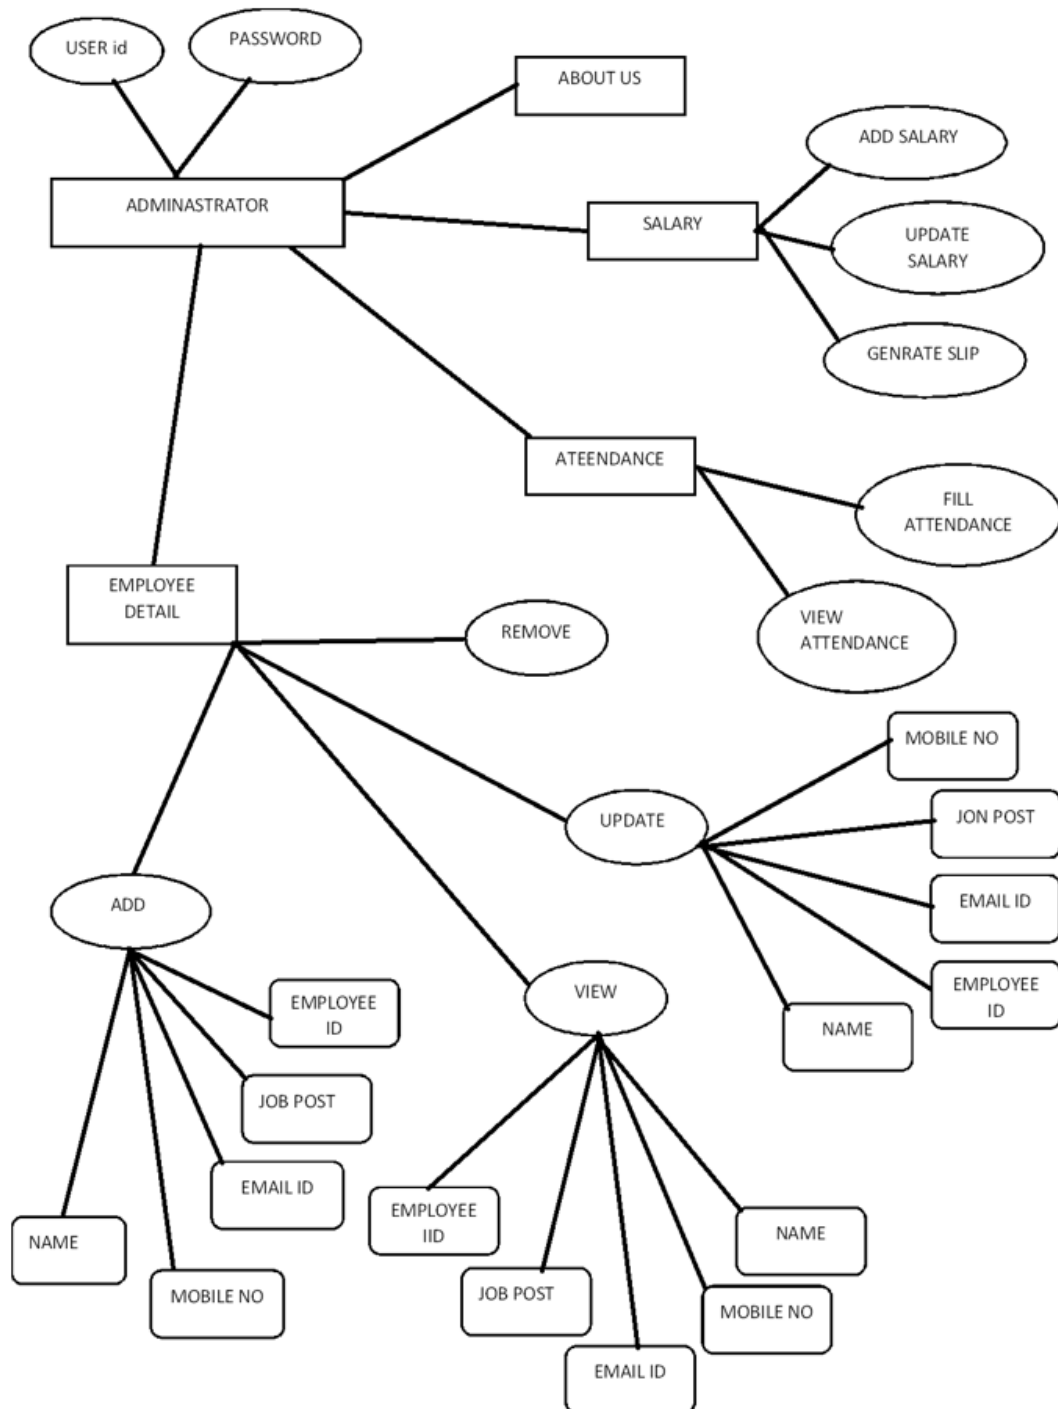 USER id
PASSWORD
ABOUT US
ADD SALARY
ADMINASTRATOR
SALARY
UPDATE
SALARY
GENRATE SLIP
ATEENDANCE
FILL
ATTENDANCE
EMPLOYEE
DETAIL
REMOVE
VIEW
ATTENDANCE
MOBILE NO
UPDATE
JON POST
ADD
EMAIL ID
EMPLOYEE
ID
VIEW
NAME
EMPLOYEE
ID
JOB POST
EMAIL ID
NAME
MOBILE NO
EMPLOYEE
IID
NAME
JOB POST
MOBILE NO
EMAIL ID